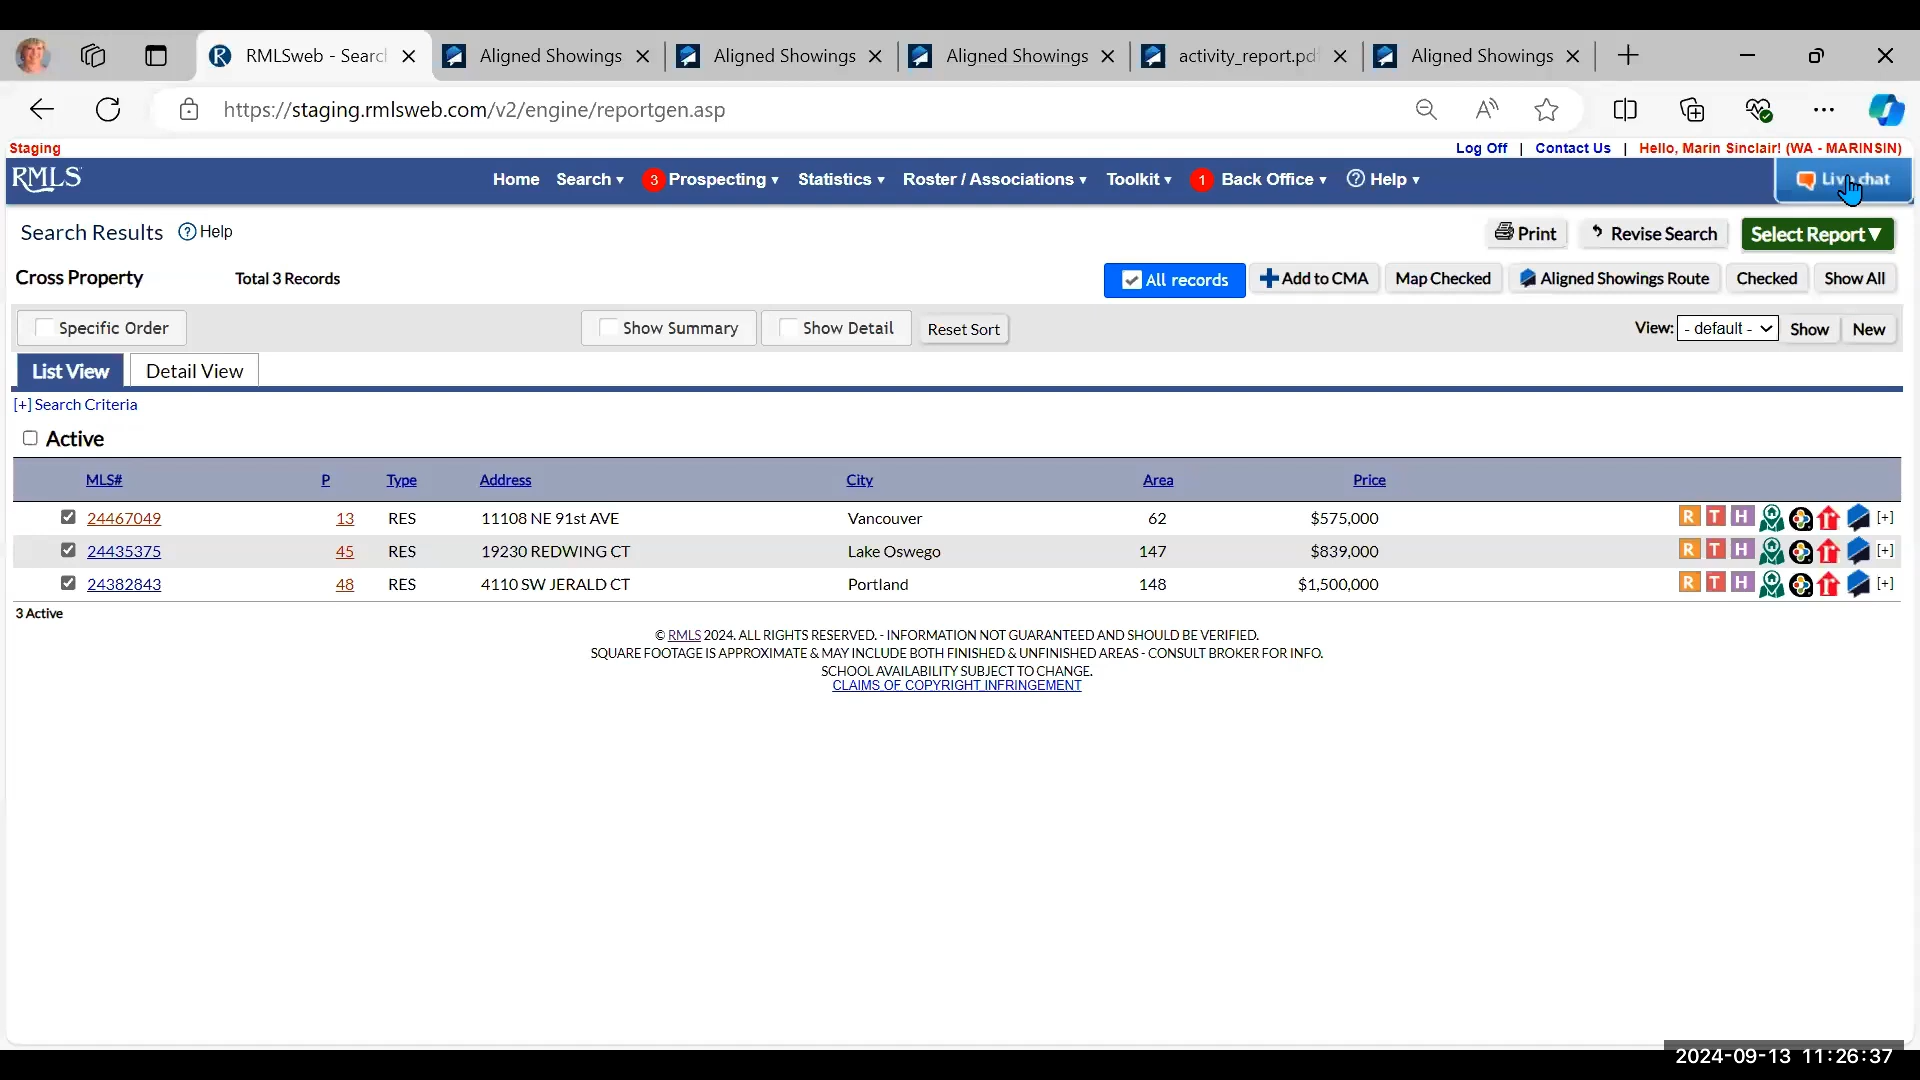 RMLSweb - Searc
Aligned Showings
Aligned Showings
Aligned Showings
activity_report.pd
Aligned Showings
https://staging.rmlsweb.com/v2/engine/reportgen.asp
Staging
Log Off | Contact Us | Hello, Marin Sinclair! (WA - MARINSIN)
RMLS
Home Search ▾ 3 Prospecting ▾ Statistics ▾ Roster / Associations ▾ Toolkit ▾ 1 Back Office ▾ Help ▾
chat
Search Results Help
Print Revise Search Select Report▼
Cross Property Total 3 Records
All records Add to CMA Map Checked Aligned Showings Route Checked Show All
Specific Order Show Summary Show Detail Reset Sort
View: - default - Show New
List View Detail View
[+] Search Criteria
Active
MLS# P Type Address City Area Price
24467049 13 RES 11108 NE 91st AVE Vancouver 62 $575,000 R T H [+]
24435375 45 RES 19230 REDWING CT Lake Oswego 147 $839,000 R T H [+]
24382843 48 RES 4110 SW JERALD CT Portland 148 $1,500,000 R T H [+]
3 Active
© RMLS 2024. ALL RIGHTS RESERVED. - INFORMATION NOT GUARANTEED AND SHOULD BE VERIFIED.
SQUARE FOOTAGE IS APPROXIMATE & MAY INCLUDE BOTH FINISHED & UNFINISHED AREAS - CONSULT BROKER FOR INFO.
SCHOOL AVAILABILITY SUBJECT TO CHANGE.
CLAIMS OF COPYRIGHT INFRINGEMENT
2024-09-13 11:26:37